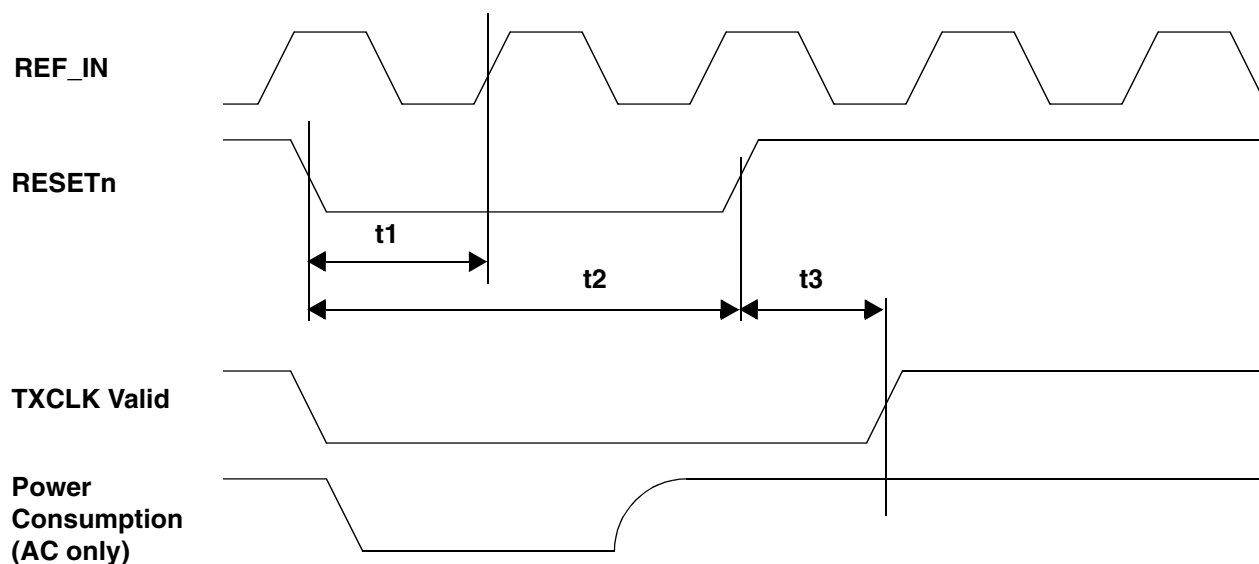 REF_IN
RESETn
t1
t2
t3
TXCLK Valid
Power
Consumption
(AC only)